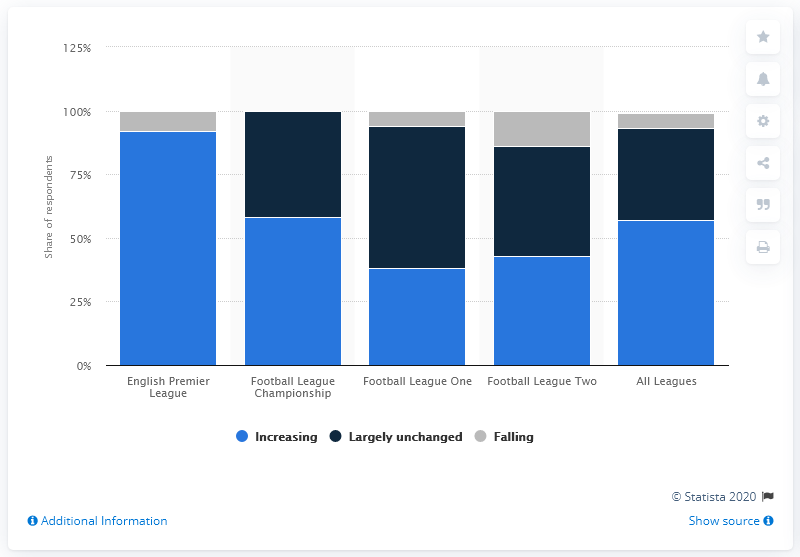 125%
100%
75%
50%
25%
0%
Share of respondents
English Premier
League
Football League
Championship
Football League One
Football League Two
All Leagues
Increasing
Largely unchanged
Falling
© Statista 2020
Additional Information
Show source